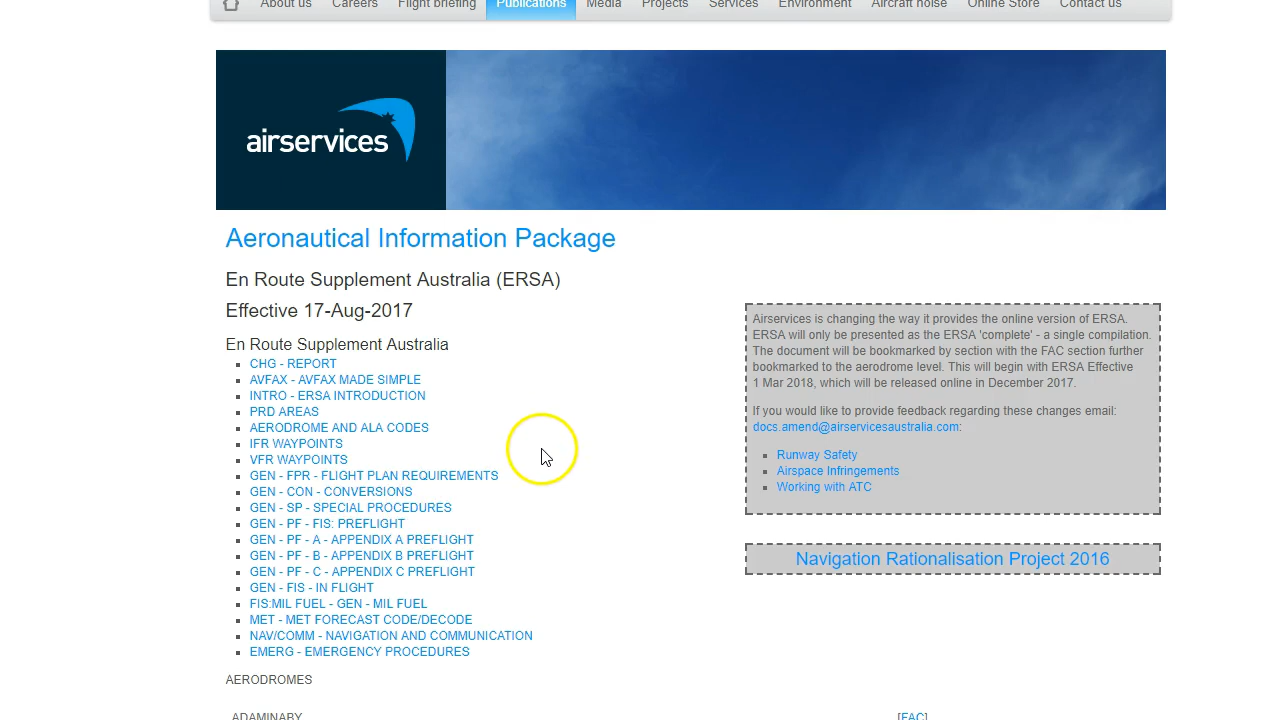 About us Careers Flight briefing Publications Media Projects Services Environment Aircraft noise Online Store Contact us
airservices
Aeronautical Information Package
En Route Supplement Australia (ERSA)
Effective 17-Aug-2017
En Route Supplement Australia
CHG - REPORT
AVFAX - AVFAX MADE SIMPLE
INTRO - ERSA INTRODUCTION
PRD AREAS
AERODROME AND ALA CODES
IFR WAYPOINTS
VFR WAYPOINTS
GEN - FPR - FLIGHT PLAN REQUIREMENTS
GEN - CON - CONVERSIONS
GEN - SP - SPECIAL PROCEDURES
GEN - PF - FIS: PREFLIGHT
GEN - PF - A - APPENDIX A PREFLIGHT
GEN - PF - B - APPENDIX B PREFLIGHT
GEN - PF - C - APPENDIX C PREFLIGHT
GEN - FIS - IN FLIGHT
FIS:MIL FUEL - GEN - MIL FUEL
MET - MET FORECAST CODE/DECODE
NAV/COMM - NAVIGATION AND COMMUNICATION
EMERG - EMERGENCY PROCEDURES
Airservices is changing the way it provides the online version of ERSA.
ERSA will only be presented as the ERSA 'complete' - a single compilation.
The document will be bookmarked by section with the FAC section further
bookmarked to the aerodrome level. This will begin with ERSA Effective
1 Mar 2018, which will be released online in December 2017.
If you would like to provide feedback regarding these changes email:
docs.amend@airservicesaustralia.com:
Runway Safety
Airspace Infringements
Working with ATC
Navigation Rationalisation Project 2016
AERODROMES
ADAMINABY [FAC]